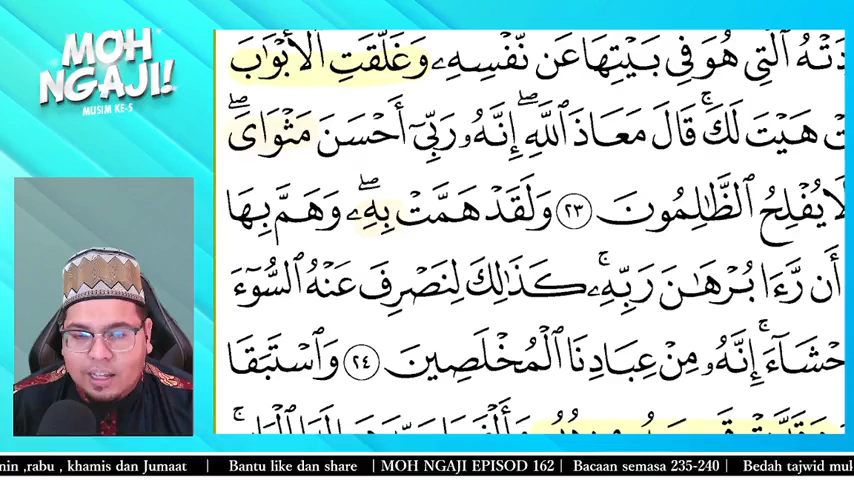 MOH
NGAJI!
MUSIM KE-5
ٱلَّتِى هُوَ فِى بَيْتِهَا عَن نَّفْسِهِۦ وَغَلَّقَتِ ٱلْأَبْوَٰبَ
هَيْتَ لَكَ ۚ قَالَ مَعَاذَ ٱللَّهِ ۖ إِنَّهُۥ رَبِّىٓ أَحْسَنَ مَثْوَاىَ ۖ
لَا يُفْلِحُ ٱلظَّـٰلِمُونَ ٢٣ وَلَقَدْ هَمَّتْ بِهِۦ ۖ وَهَمَّ بِهَا
أَن رَّءَا بُرْهَـٰنَ رَبِّهِۦ ۚ كَذَٰلِكَ لِنَصْرِفَ عَنْهُ ٱلسُّوٓءَ
حْشَآءَ ۚ إِنَّهُۥ مِنْ عِبَادِنَا ٱلْمُخْلَصِينَ ٢٤ وَٱسْتَبَقَا
nin ,rabu , khamis dan Jumaat | Bantu like dan share | MOH NGAJI EPISOD 162 | Bacaan semasa 235-240 | Bedah tajwid mul